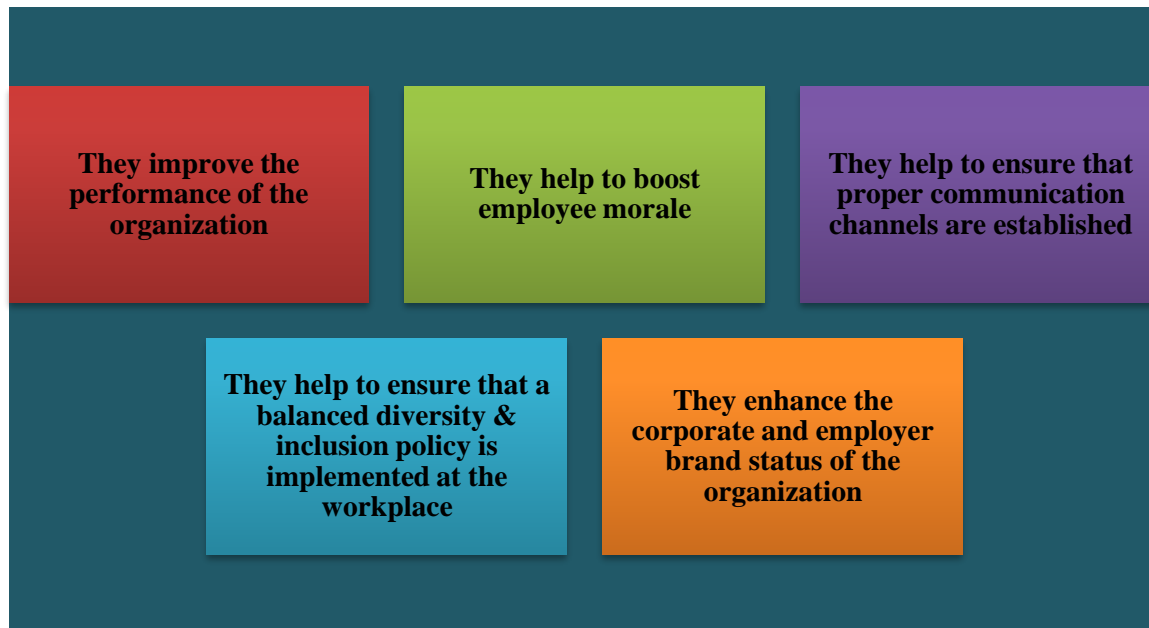 They improve the
performance of the
organization
They help to boost
employee morale
They help to ensure that
proper communication
channels are established
They help to ensure that a
balanced diversity &
inclusion policy is
implemented at the
workplace
They enhance the
corporate and employer
brand status of the
organization